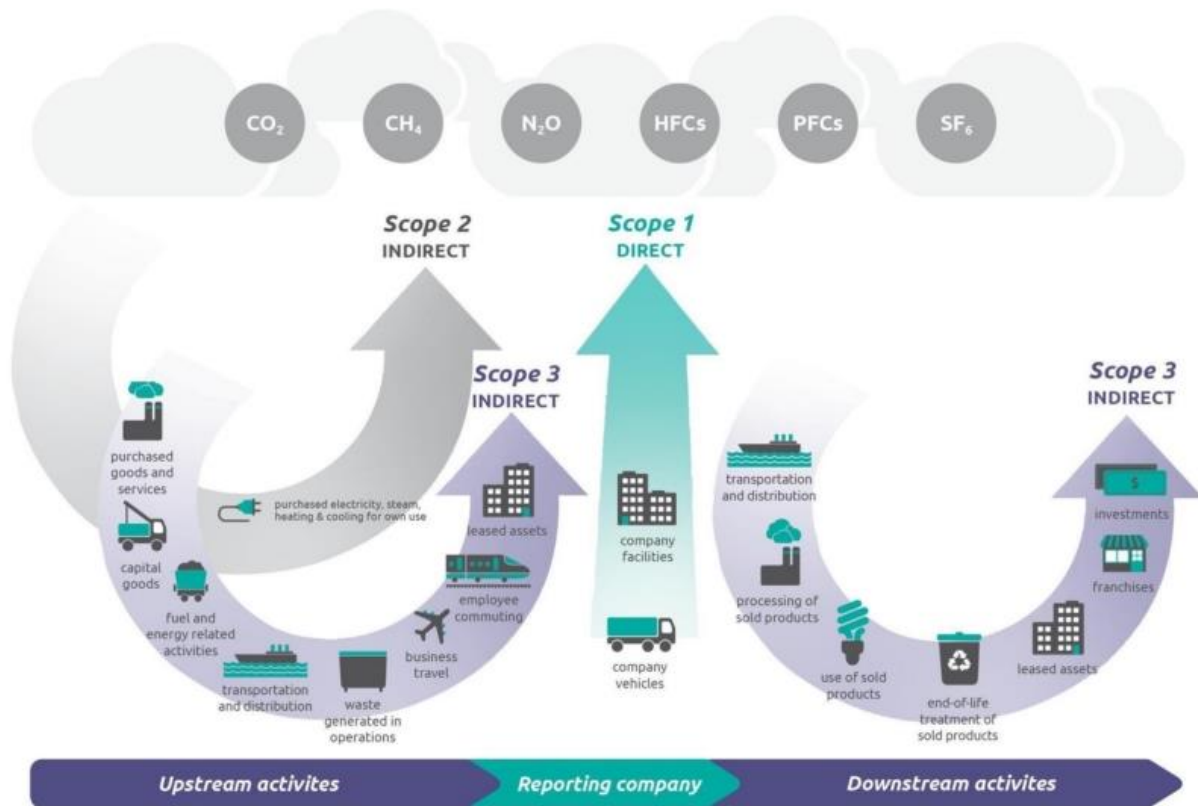 CO₂ CH₄ N₂O HFCs PFCs SF₆
Scope 2
INDIRECT
Scope 1
DIRECT
Scope 3
INDIRECT
Scope 3
INDIRECT
purchased
goods and
services
capital
goods
fuel and
energy related
activities
purchased electricity, steam,
heating & cooling for own use
transportation
and distribution
waste
generated in
operations
business
travel
employee
commuting
leased assets
company
facilities
company
vehicles
transportation
and distribution
processing of
sold products
use of sold
products
end-of-life
treatment of
sold products
leased assets
franchises
investments
$
Upstream activites
Reporting company
Downstream activites